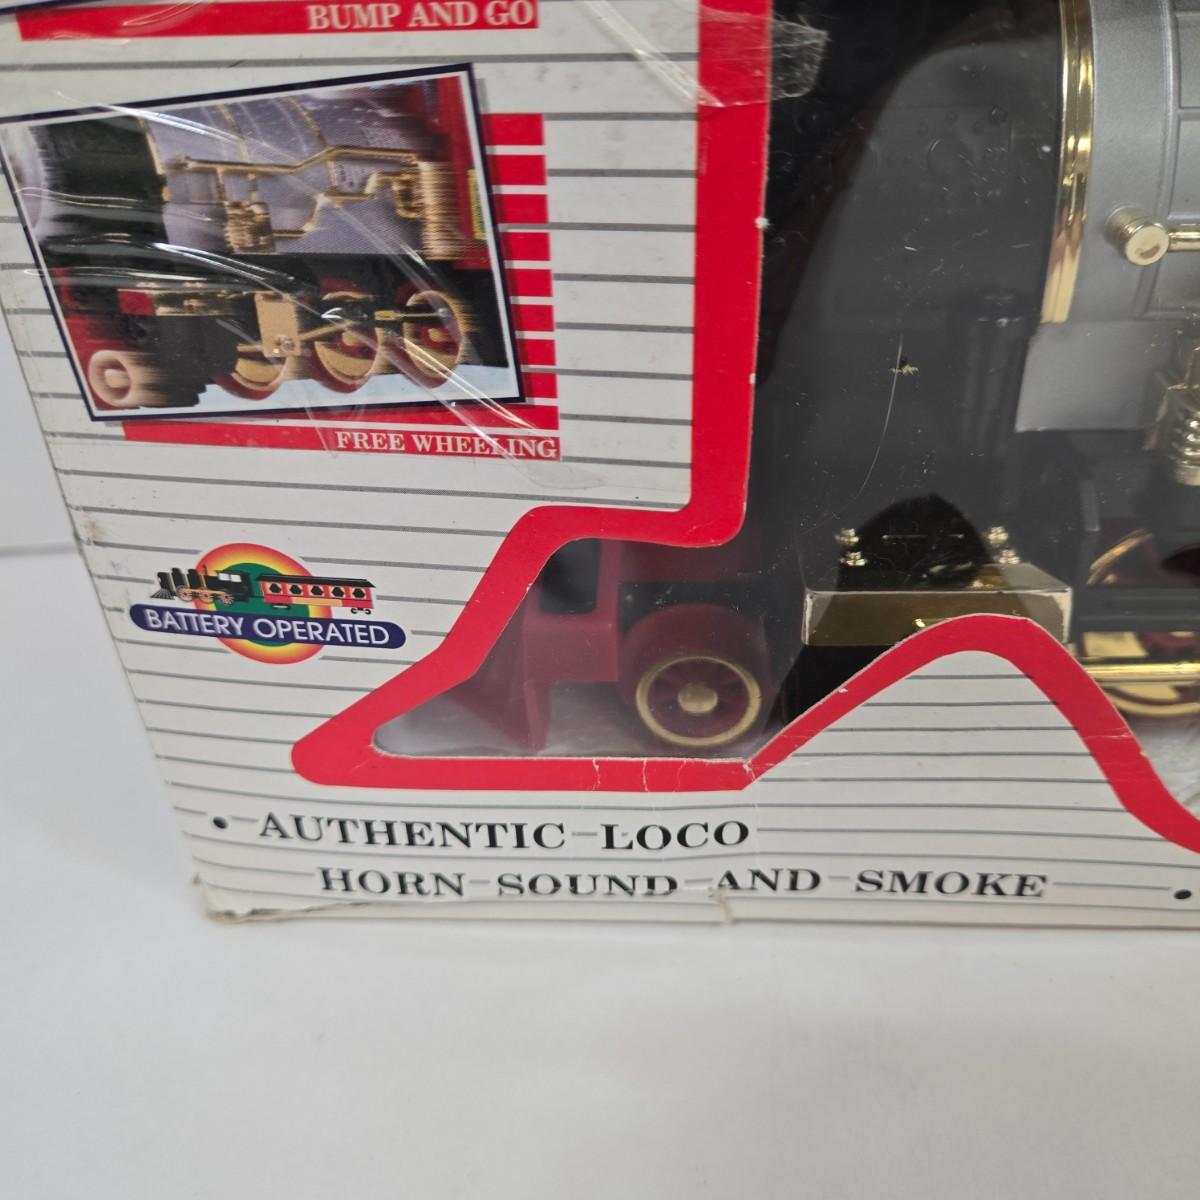 BUMP AND GO
FREE WHEELING
BATTERY OPERATED
• AUTHENTIC LOCO
HORN SOUND AND SMOKE •